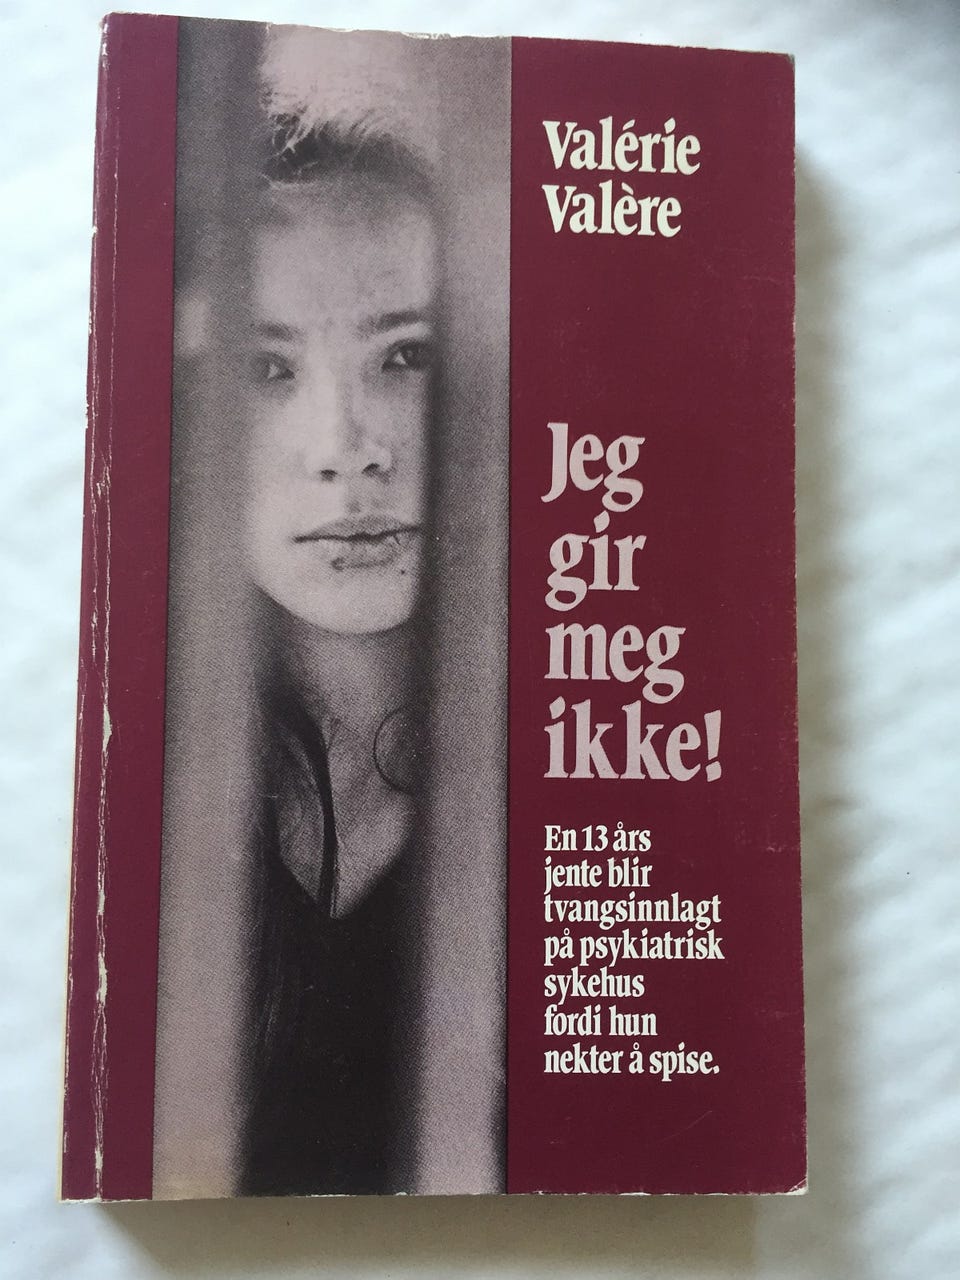 Valérie
Valère
Jeg
gir
meg
ikke!
En 13 års
jente blir
tvangsinnlagt
på psykiatrisk
sykehus
fordi hun
nekter å spise.